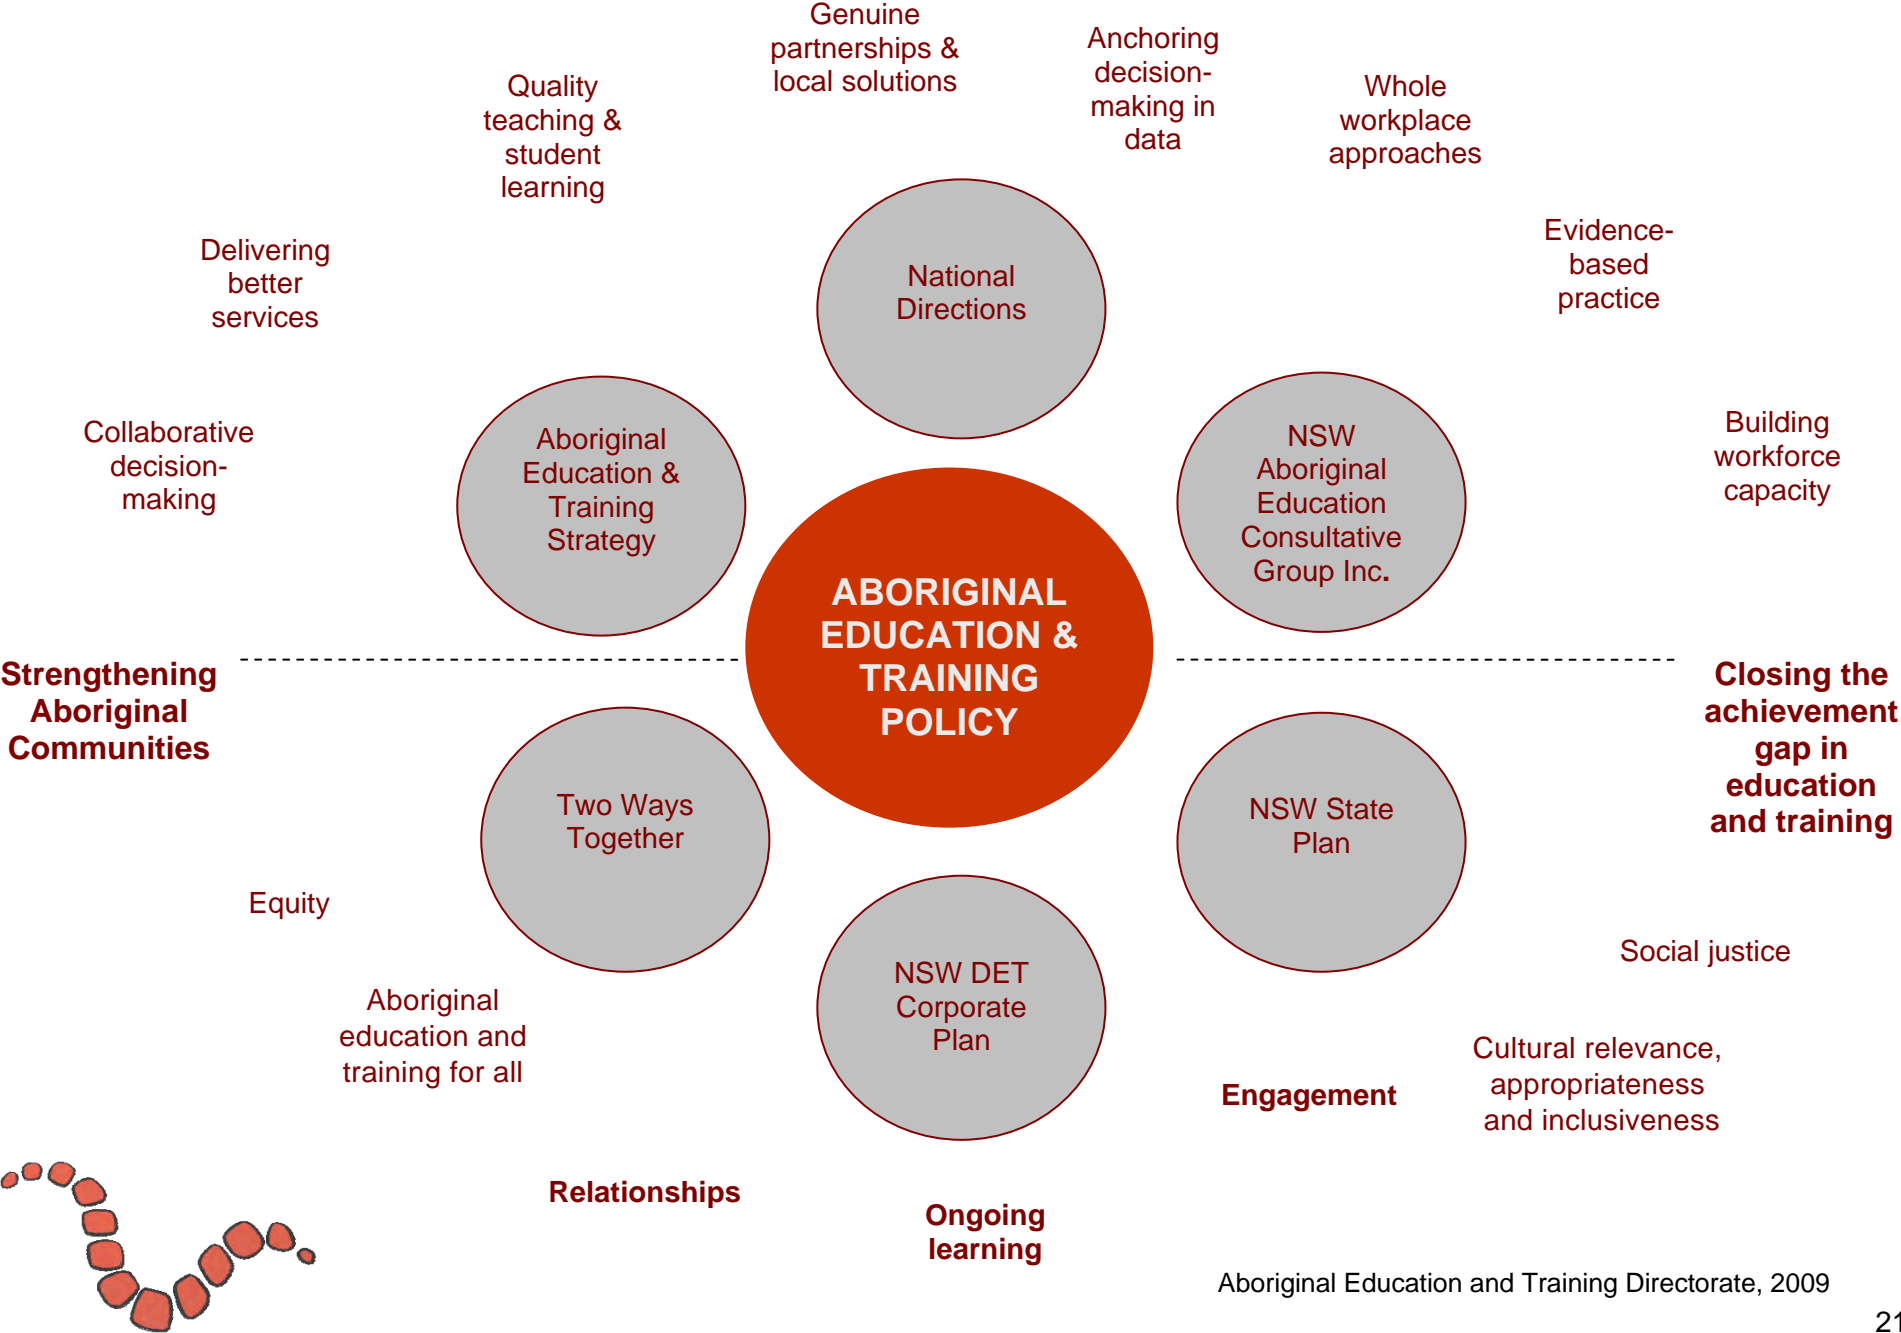 Genuine
partnerships &
local solutions
Anchoring
decision-
making in
data
Quality
teaching &
student
learning
Whole
workplace
approaches
Delivering
better
services
Evidence-
based
practice
National
Directions
Collaborative
decision-
making
Aboriginal
Education &
Training
Strategy
NSW
Aboriginal
Education
Consultative
Group Inc.
Building
workforce
capacity
ABORIGINAL
EDUCATION &
TRAINING
POLICY
Strengthening
Aboriginal
Communities
Closing the
achievement
gap in
education
and training
Two Ways
Together
NSW State
Plan
Equity
NSW DET
Corporate
Plan
Social justice
Aboriginal
education and
training for all
Engagement
Cultural relevance,
appropriateness
and inclusiveness
Relationships
Ongoing
learning
Aboriginal Education and Training Directorate, 2009
21